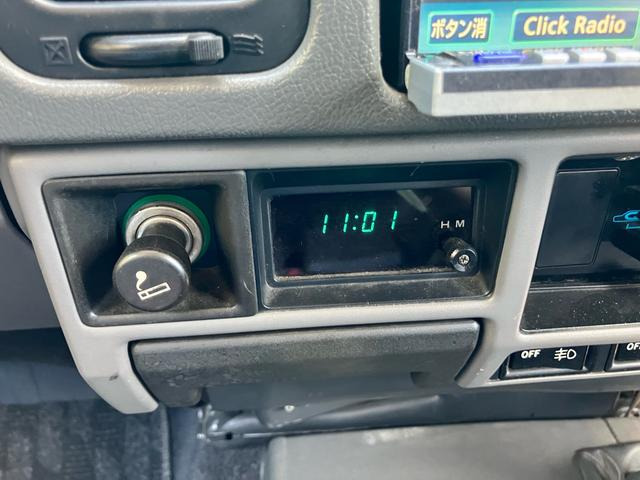 ボタン消 Click Radio
11:01
H M
OFF
OFF